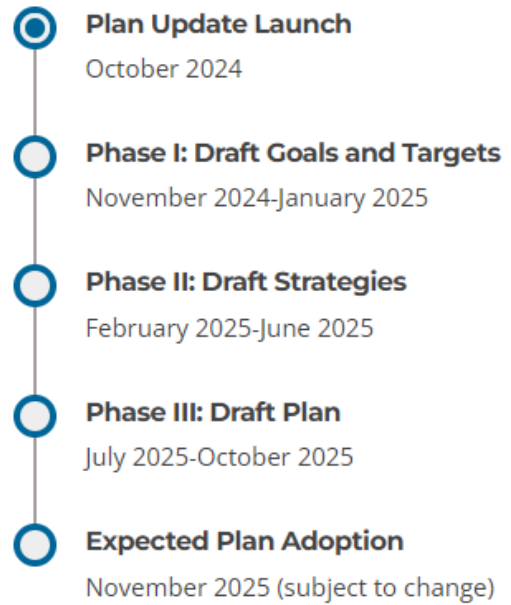 Plan Update Launch
October 2024
Phase I: Draft Goals and Targets
November 2024-January 2025
Phase II: Draft Strategies
February 2025-June 2025
Phase III: Draft Plan
July 2025-October 2025
Expected Plan Adoption
November 2025 (subject to change)